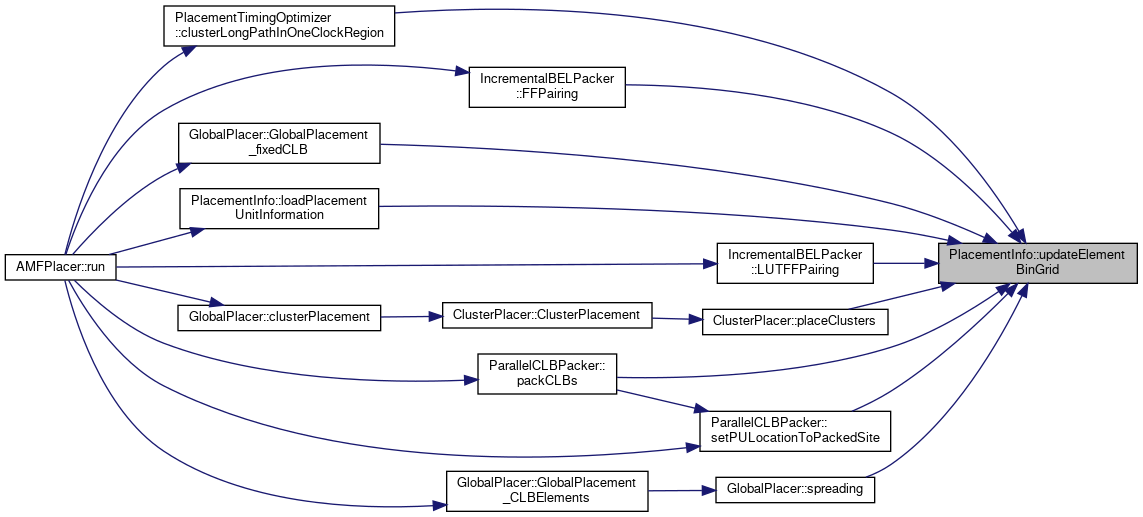 PlacementTimingOptimizer
::clusterLongPathInOneClockRegion
IncrementalBELPacker
::FFPairing
GlobalPlacer::GlobalPlacement
_fixedCLB
PlacementInfo::loadPlacement
UnitInformation
AMFPlacer::run
IncrementalBELPacker
::LUTFFPairing
PlacementInfo::updateElement
BinGrid
GlobalPlacer::clusterPlacement
ClusterPlacer::ClusterPlacement
ClusterPlacer::placeClusters
ParallelCLBPacker::
packCLBs
ParallelCLBPacker::
setPULocationToPackedSite
GlobalPlacer::GlobalPlacement
_CLBElements
GlobalPlacer::spreading